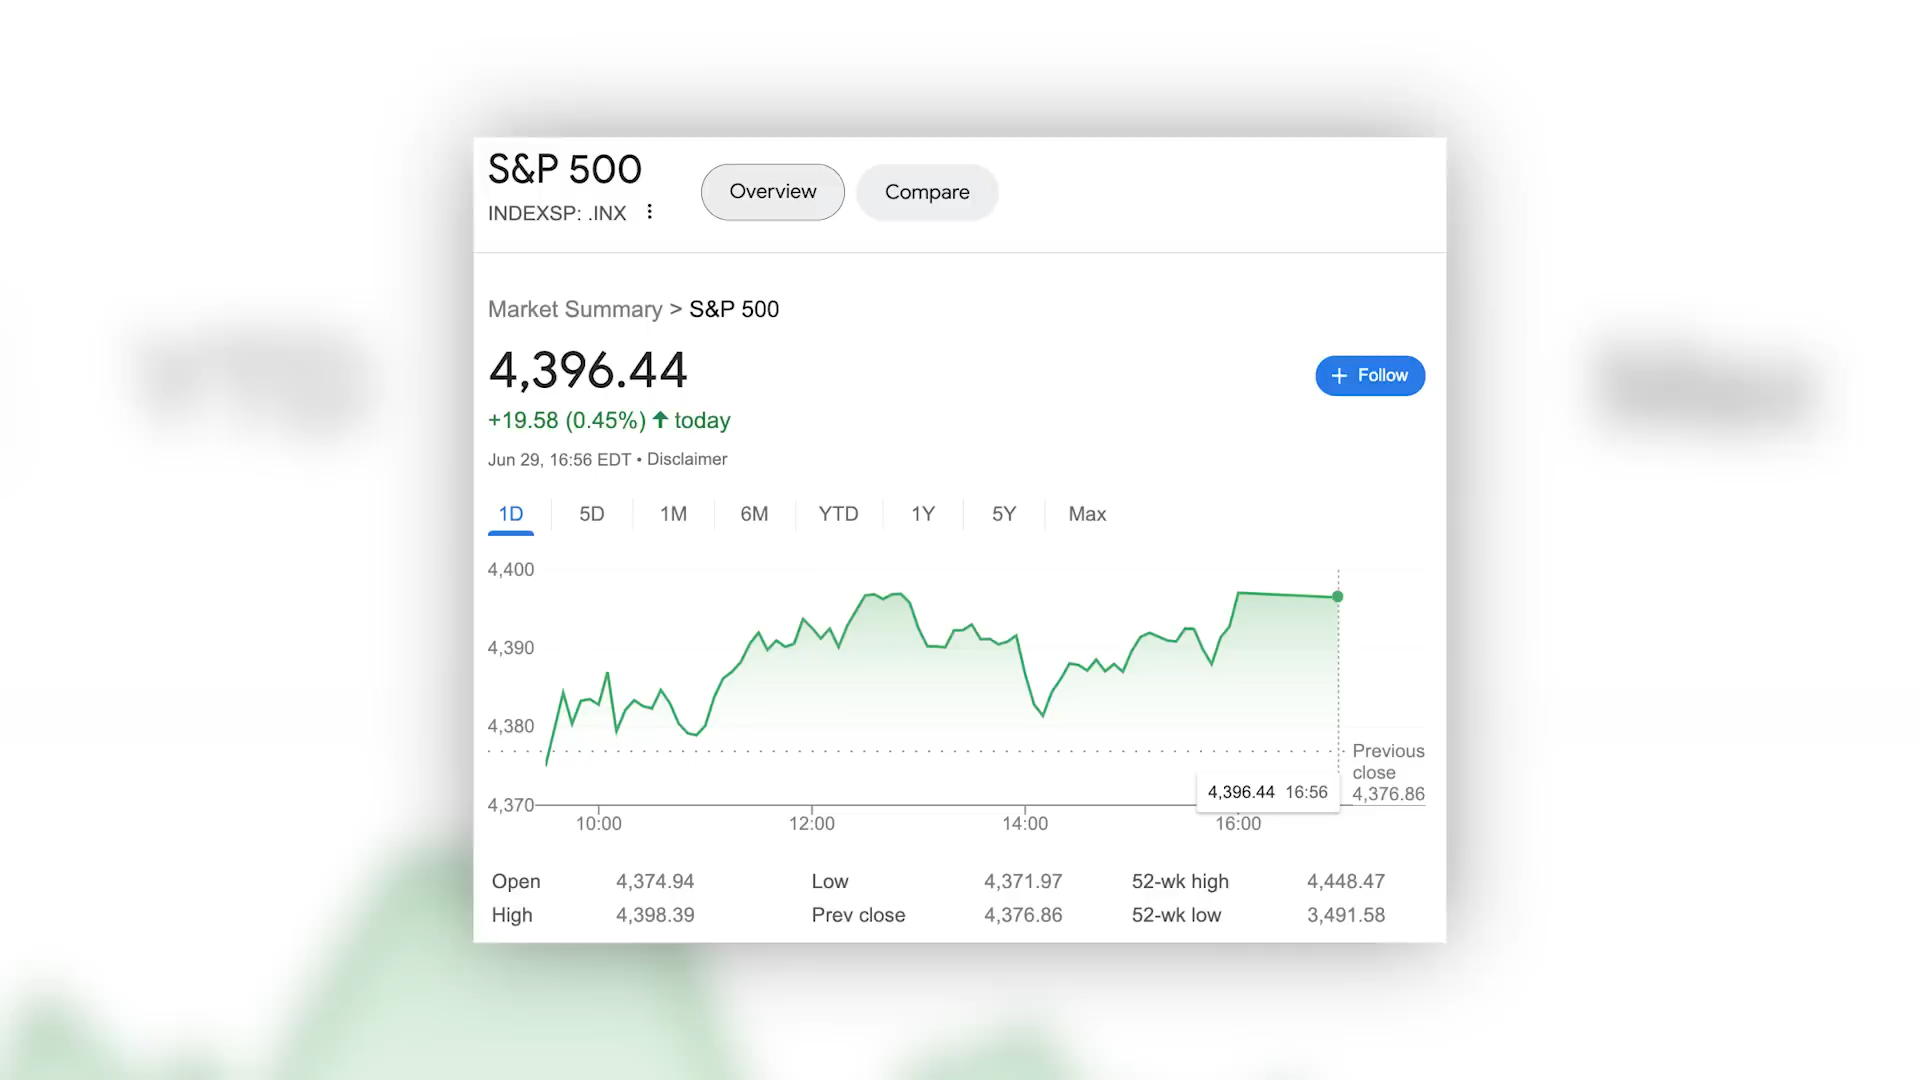 S&P 500
INDEXSP: .INX
Overview
Compare
Market Summary > S&P 500
4,396.44
+19.58 (0.45%) ↑ today
Jun 29, 16:56 EDT • Disclaimer
+ Follow
1D 5D 1M 6M YTD 1Y 5Y Max
4,400
4,390
4,380
4,370
Previous
close
4,376.86
4,396.44 16:56
10:00 12:00 14:00 16:00
Open 4,374.94 Low 4,371.97 52-wk high 4,448.47
High 4,398.39 Prev close 4,376.86 52-wk low 3,491.58